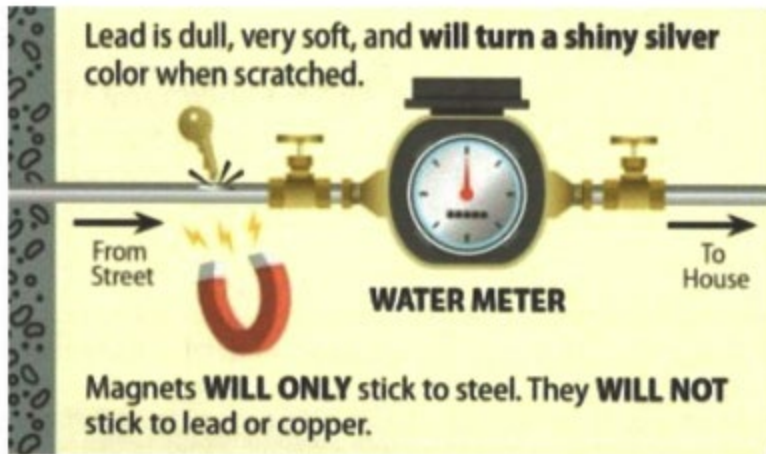 Lead is dull, very soft, and will turn a shiny silver
color when scratched.
From
Street
To
House
WATER METER
Magnets WILL ONLY stick to steel. They WILL NOT
stick to lead or copper.